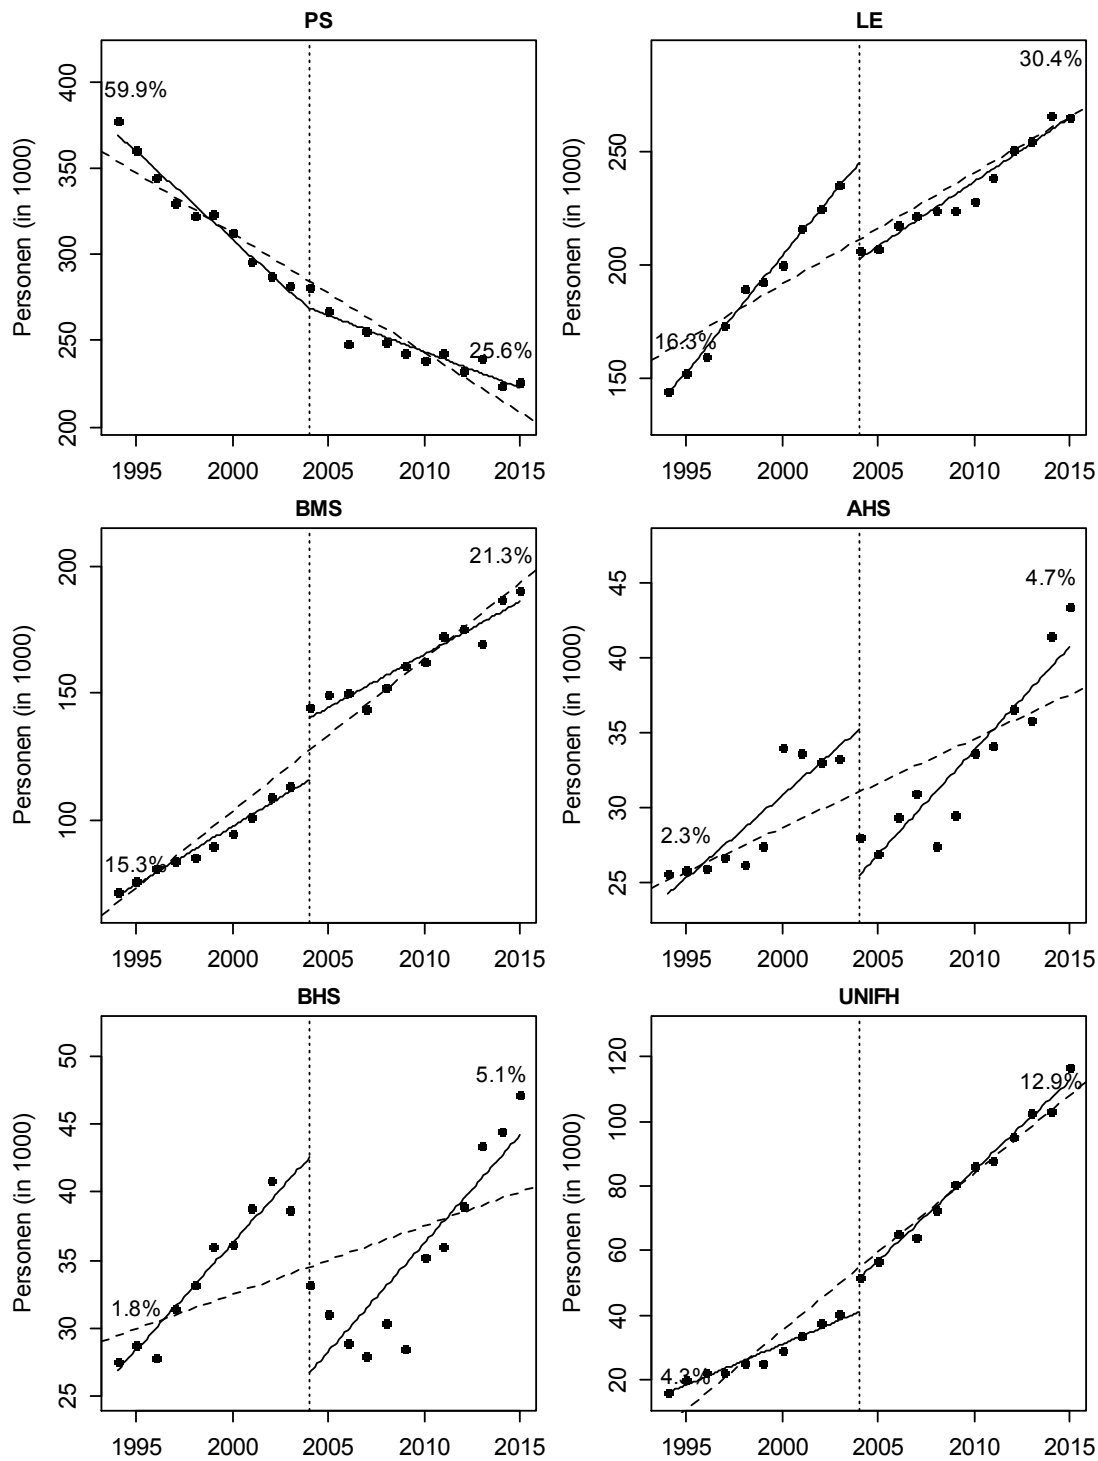 PS
Personen (in 1000)
400
350
300
250
200
59.9%
25.6%
1995 2000 2005 2010 2015
LE
Personen (in 1000)
250
200
150
16.3%
30.4%
1995 2000 2005 2010 2015
BMS
Personen (in 1000)
200
150
100
15.3%
21.3%
1995 2000 2005 2010 2015
AHS
Personen (in 1000)
45
40
35
30
25
2.3%
4.7%
1995 2000 2005 2010 2015
BHS
Personen (in 1000)
50
45
40
35
30
25
1.8%
5.1%
1995 2000 2005 2010 2015
UNIFH
Personen (in 1000)
120
100
80
60
40
20
4.3%
12.9%
1995 2000 2005 2010 2015